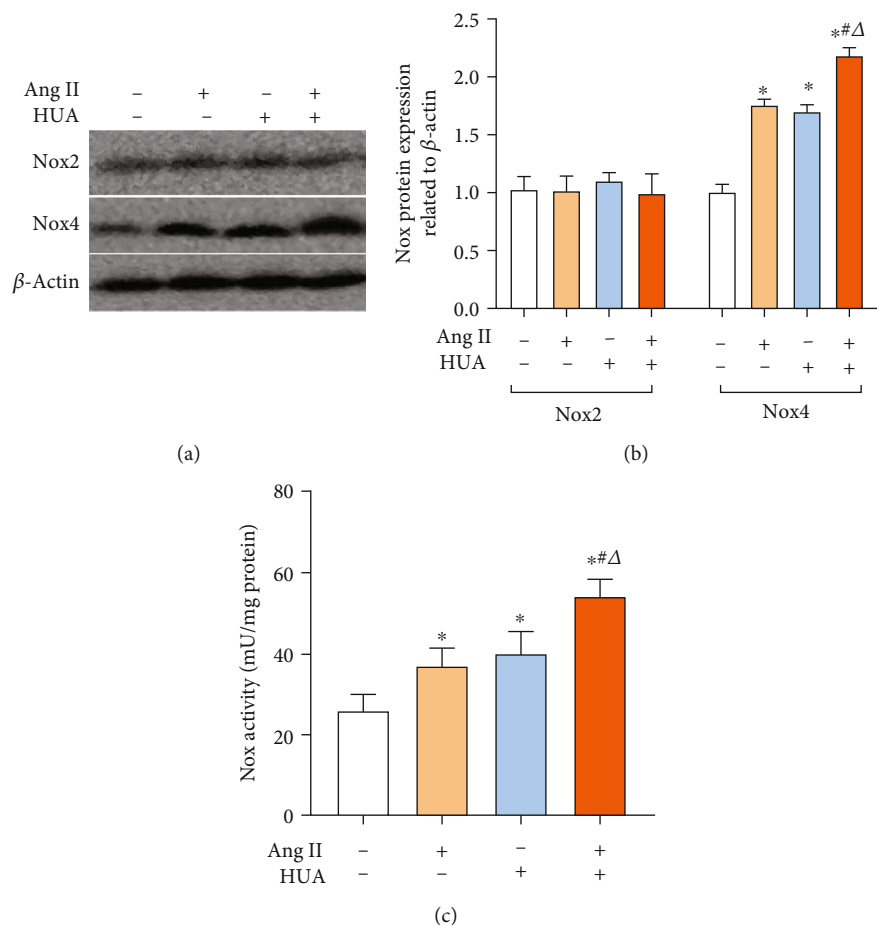 Ang II – + – +
HUA – – + +
Nox2
Nox4
β-Actin
(a)
Nox protein expression
related to β-actin
2.5
2.0
1.5
1.0
0.5
0.0
* * *#Δ
Ang II – + – + – + – +
HUA – – + + – – + +
Nox2 Nox4
(b)
Nox activity (mU/mg protein)
80
60
40
20
0
* * *#Δ
Ang II – + – +
HUA – – + +
(c)